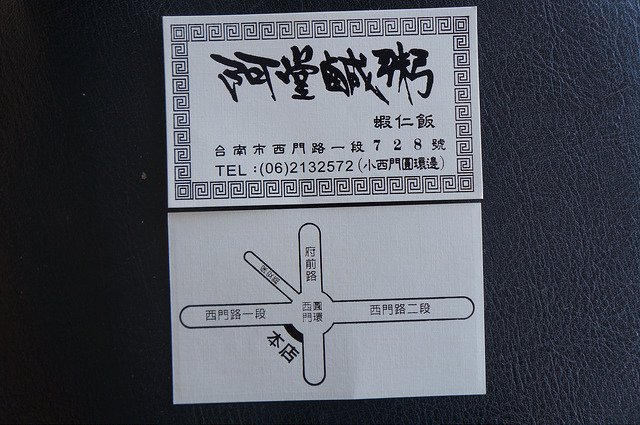 阿堂鹹粥
蝦仁飯
台南市西門路一段728號
TEL：(06)2132572(小西門圓環邊)
府前路
西門路一段
西門
圓環
西門路二段
本店